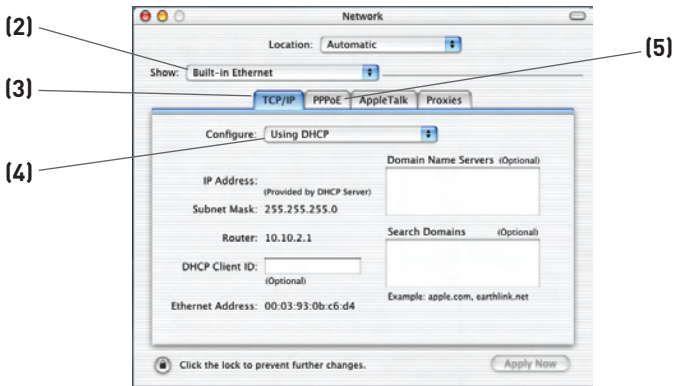 Network
(2)
Location: Automatic
(5)
Show: Built-in Ethernet
(3)
TCP/IP PPPoE AppleTalk Proxies
Configure: Using DHCP
(4)
Domain Name Servers (Optional)
IP Address:
(Provided by DHCP Server)
Subnet Mask: 255.255.255.0
Router: 10.10.2.1
Search Domains (Optional)
DHCP Client ID:
(Optional)
Example: apple.com, earthlink.net
Ethernet Address: 00:03:93:0b:c6:d4
Click the lock to prevent further changes.
Apply Now